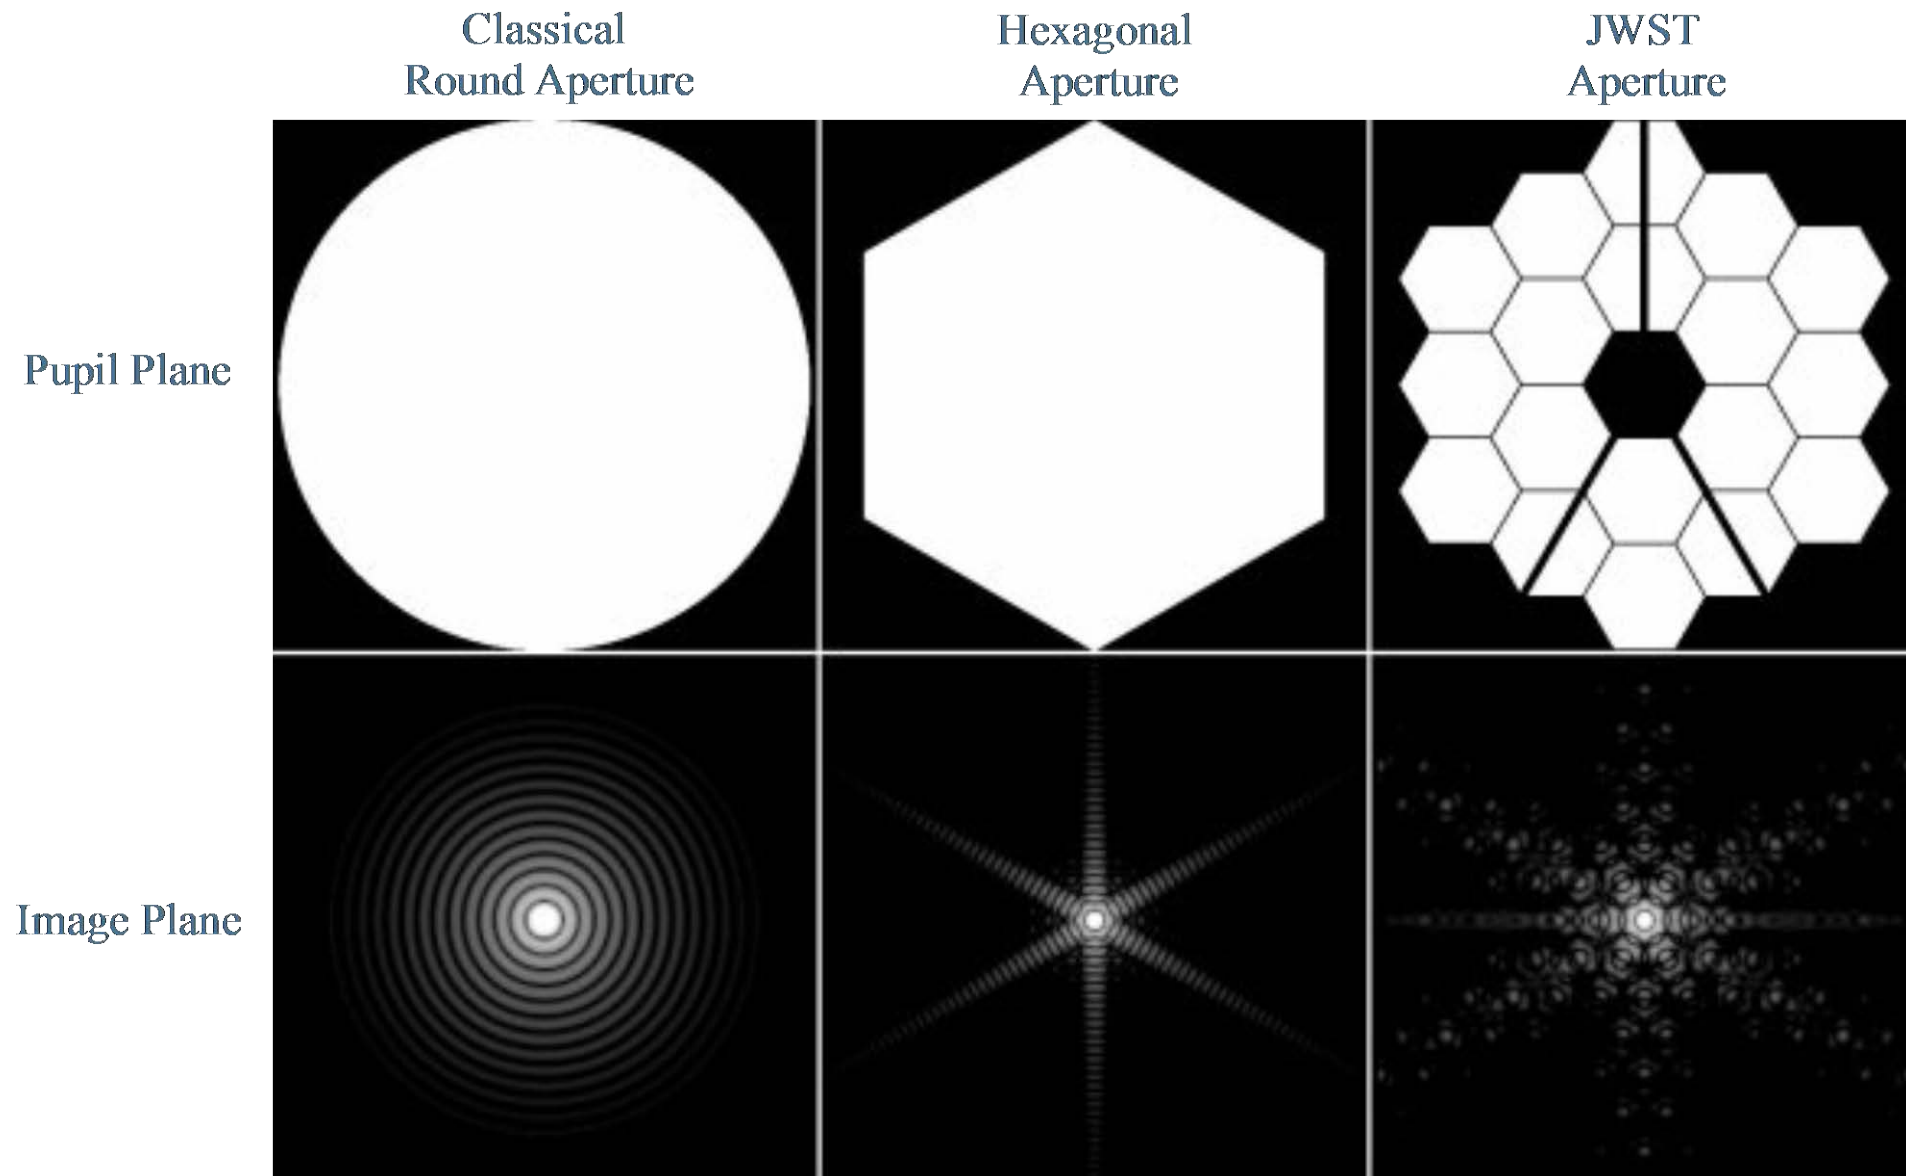 Classical
Round Aperture
Hexagonal
Aperture
JWST
Aperture
Pupil Plane
Image Plane